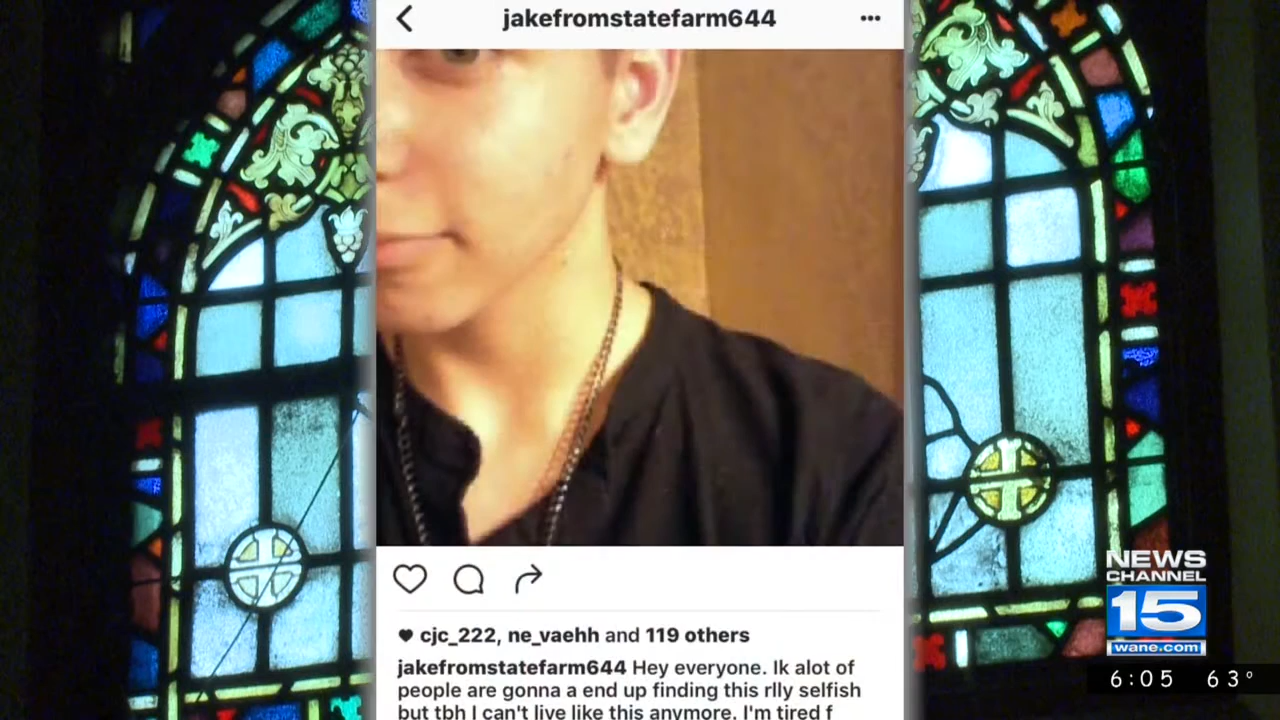 jakefromstatefarm644
cjc_222, ne_vaehh and 119 others
jakefromstatefarm644 Hey everyone. Ik alot of
people are gonna a end up finding this rlly selfish
but tbh I can't live like this anymore. I'm tired f
NEWS
CHANNEL
15
wane.com
6:05 63°